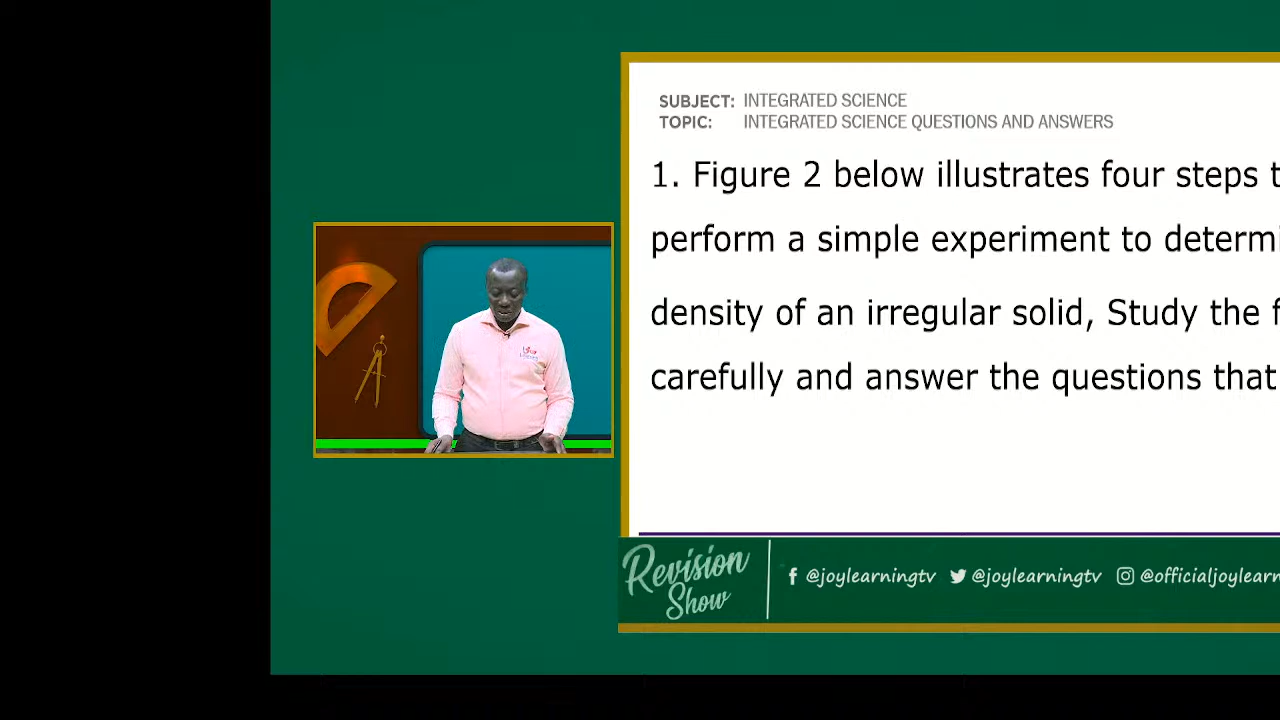 SUBJECT: INTEGRATED SCIENCE
TOPIC: INTEGRATED SCIENCE QUESTIONS AND ANSWERS
1. Figure 2 below illustrates four steps t
perform a simple experiment to determi
density of an irregular solid, Study the f
carefully and answer the questions that
Revision
Show
@joylearningtv @joylearningtv @officialjoylearn